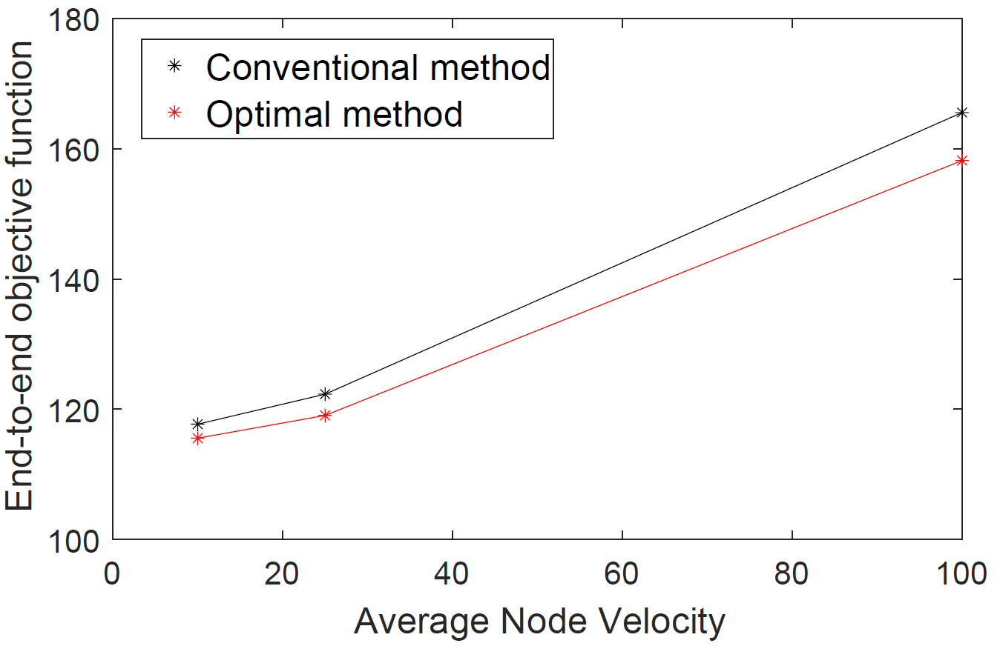 End-to-end objective function
180
160
140
120
100
Conventional method
Optimal method
0 20 40 60 80 100
Average Node Velocity